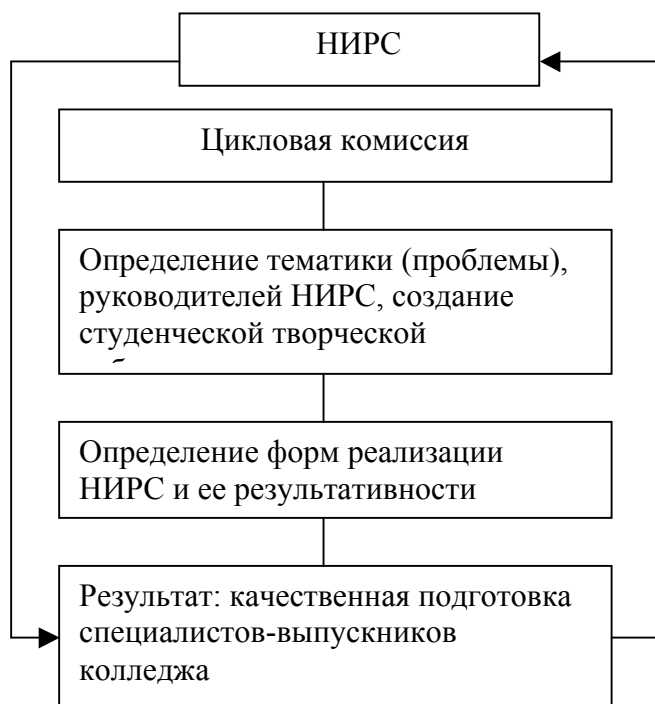 НИРС
Цикловая комиссия
Определение тематики (проблемы),
руководителей НИРС, создание
студенческой творческой
Определение форм реализации
НИРС и ее результативности
Результат: качественная подготовка
специалистов-выпускников
колледжа